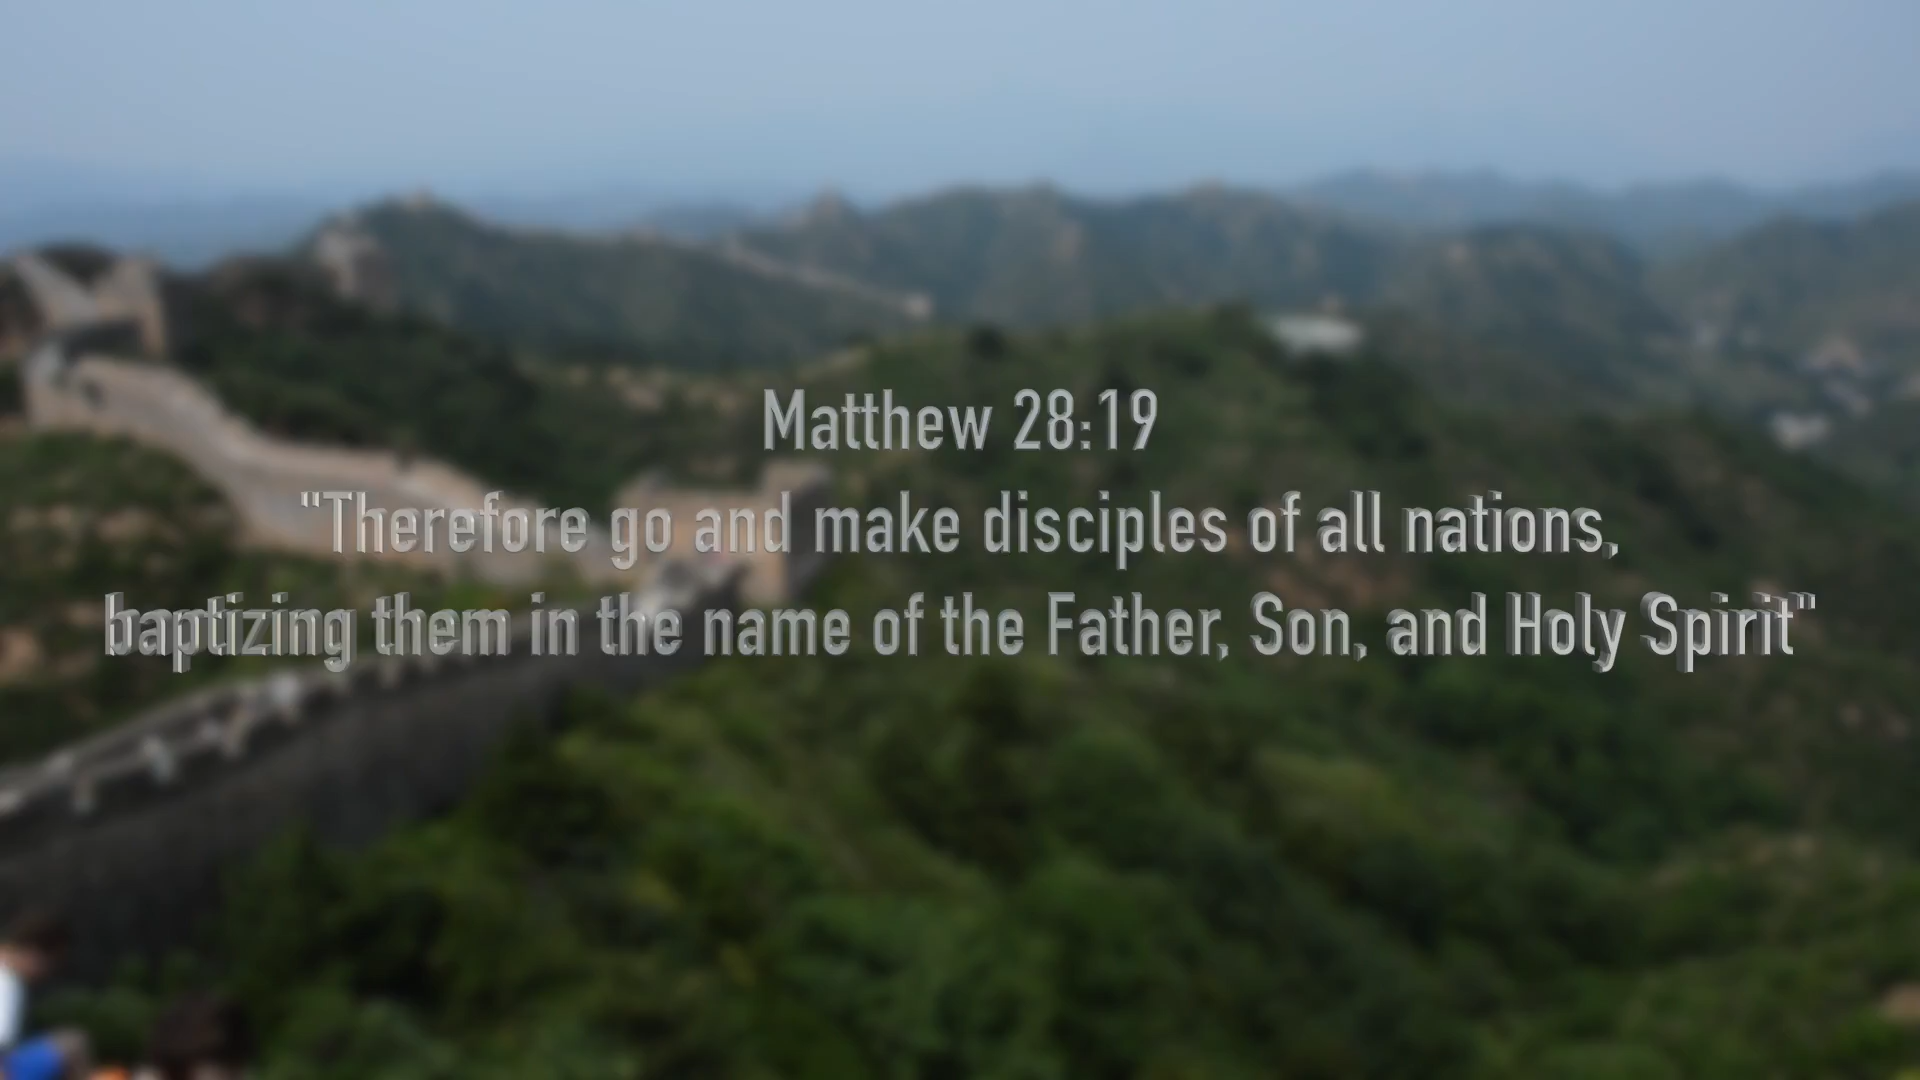 Matthew 28:19
"Therefore go and make disciples of all nations,
baptizing them in the name of the Father, Son, and Holy Spirit"